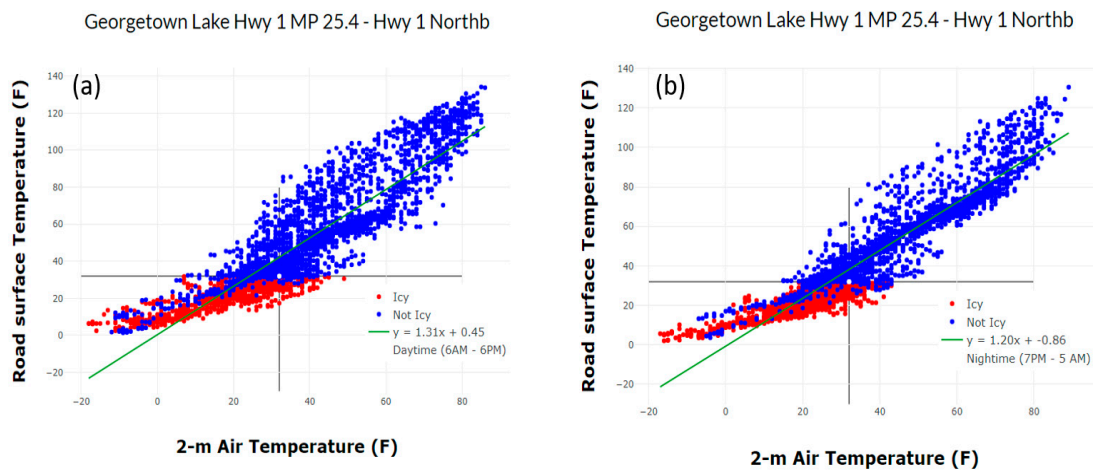 Georgetown Lake Hwy 1 MP 25.4 - Hwy 1 Northb
(a)
Road surface Temperature (F)
140
120
100
80
60
40
20
0
−20
Icy
Not Icy
y = 1.31x + 0.45
Daytime (6AM - 6PM)
−20
0
20
40
60
80
2-m Air Temperature (F)
Georgetown Lake Hwy 1 MP 25.4 - Hwy 1 Northb
(b)
Road surface Temperature (F)
140
120
100
80
60
40
20
0
−20
Icy
Not Icy
y = 1.20x + -0.86
Nightime (7PM - 5 AM)
−20
0
20
40
60
80
2-m Air Temperature (F)